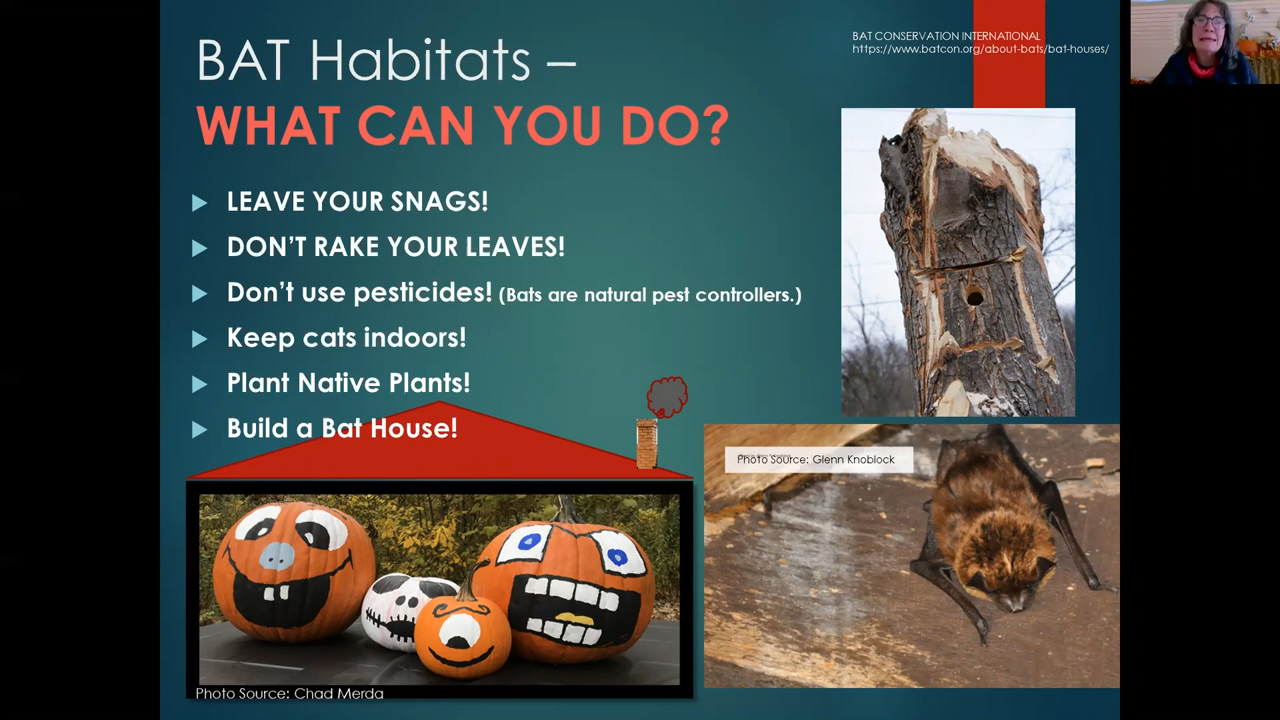 BAT Habitats –
WHAT CAN YOU DO?
BAT CONSERVATION INTERNATIONAL
https://www.batcon.org/about-bats/bat-houses/
LEAVE YOUR SNAGS!
DON'T RAKE YOUR LEAVES!
Don't use pesticides! (Bats are natural pest controllers.)
Keep cats indoors!
Plant Native Plants!
Build a Bat House!
Photo Source: Glenn Knoblock
Photo Source: Chad Merda